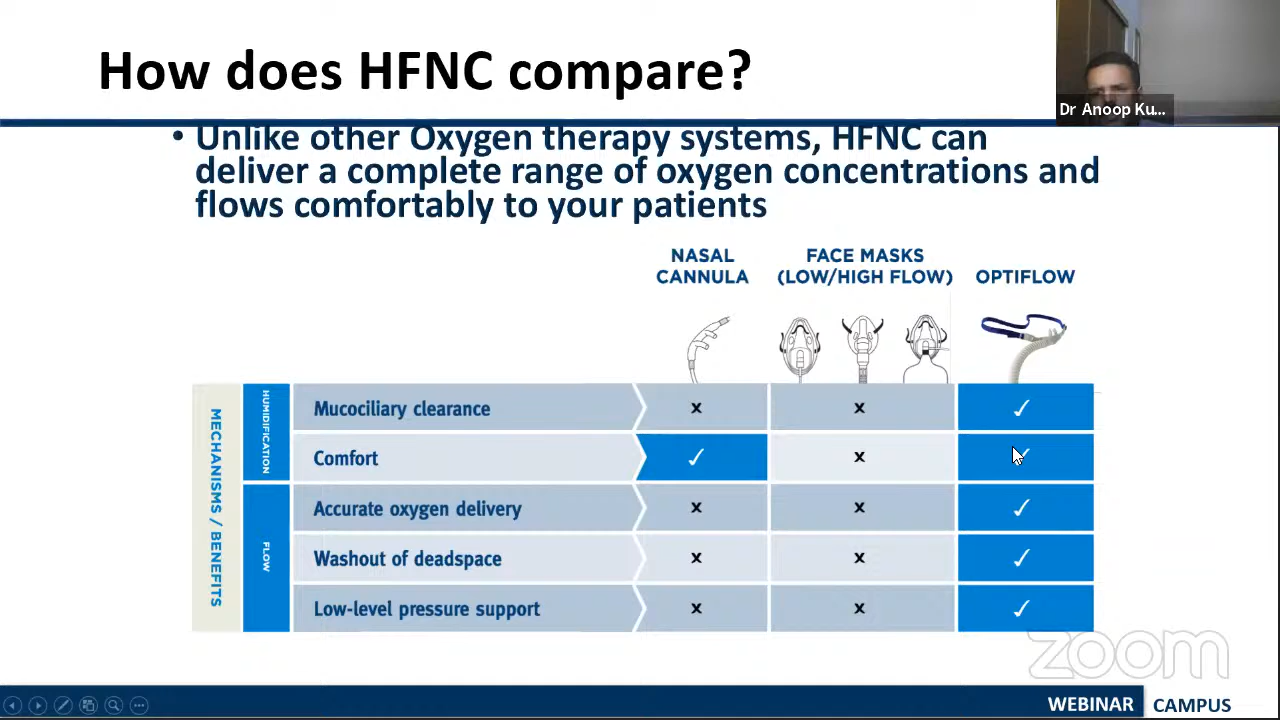 How does HFNC compare?
Dr Anoop Ku...
• Unlike other Oxygen therapy systems, HFNC can
deliver a complete range of oxygen concentrations and
flows comfortably to your patients
NASAL
CANNULA
FACE MASKS
(LOW/HIGH FLOW)
OPTIFLOW
MECHANISMS / BENEFITS
HUMIDIFICATION
Mucociliary clearance x x ✓
Comfort ✓ x ✓
FLOW
Accurate oxygen delivery x x ✓
Washout of deadspace x x ✓
Low-level pressure support x x ✓
zoom
WEBINAR CAMPUS